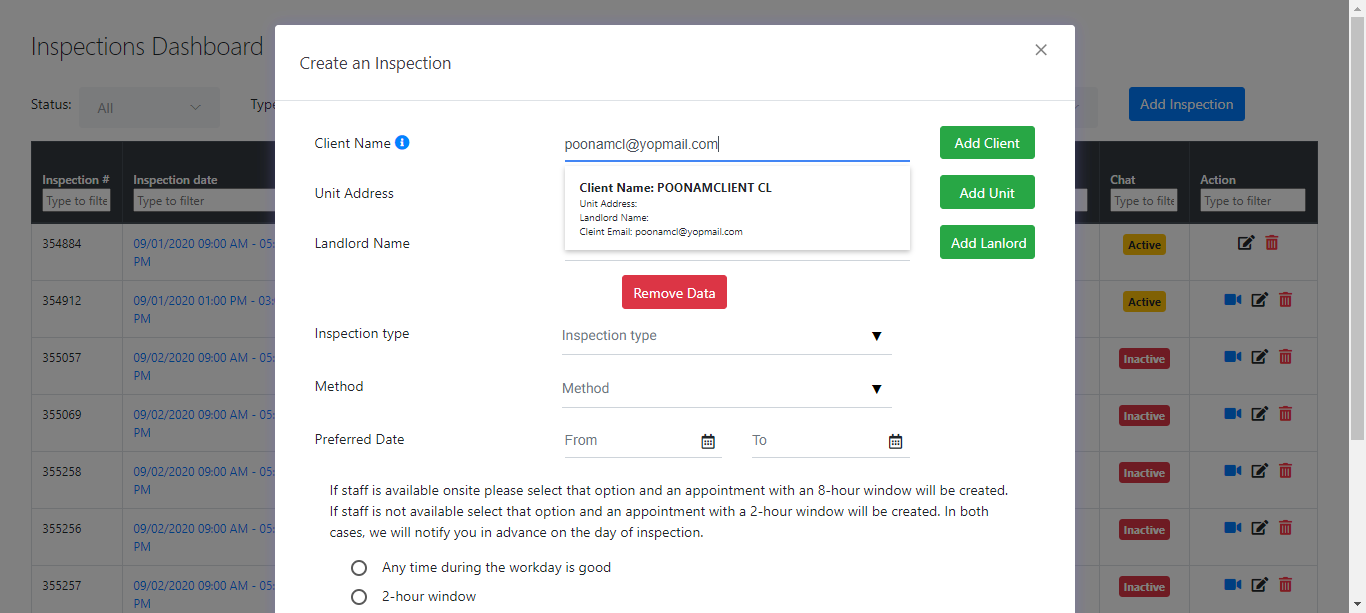 Inspections Dashboard
Status:
All
Type
Add Inspection
Create an Inspection
Client Name
poonamcl@yopmail.com
Add Client
Client Name: POONAMCLIENT CL
Unit Address:
Landlord Name:
Cleint Email: poonamcl@yopmail.com
Unit Address
Add Unit
Landlord Name
Add Lanlord
Remove Data
Inspection type
Inspection type
Method
Method
Preferred Date
From
To
If staff is available onsite please select that option and an appointment with an 8-hour window will be created.
If staff is not available select that option and an appointment with a 2-hour window will be created. In both
cases, we will notify you in advance on the day of inspection.
Any time during the workday is good
2-hour window
Inspection #
Inspection date
Chat
Action
Type to filte
Type to filter
Type to filte
Type to filter
354884
09/01/2020 09:00 AM - 05:
PM
Active
354912
09/01/2020 01:00 PM - 03:
PM
Active
355057
09/02/2020 09:00 AM - 05:
PM
Inactive
355069
09/02/2020 09:00 AM - 05:
PM
Inactive
355258
09/02/2020 09:00 AM - 05:
PM
Inactive
355256
09/02/2020 09:00 AM - 05:
PM
Inactive
355257
09/02/2020 09:00 AM - 05:
PM
Inactive